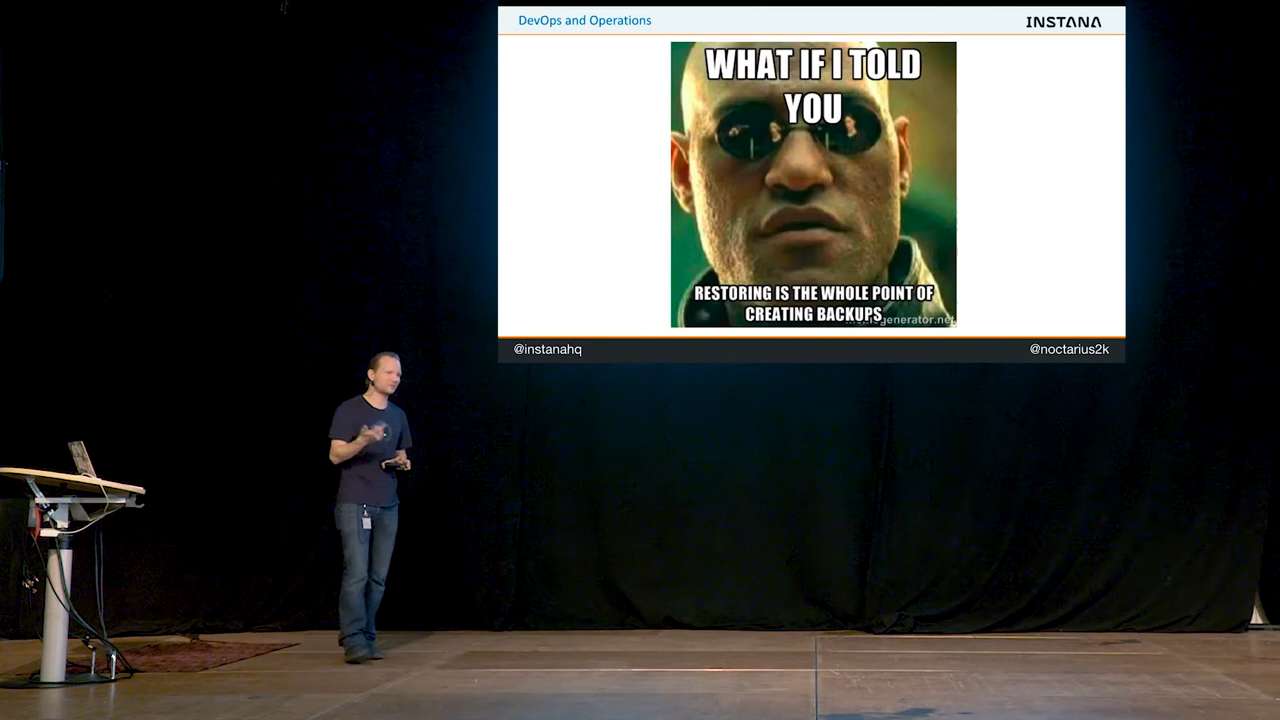 DevOps and Operations
INSTANA
WHAT IF I TOLD
YOU
RESTORING IS THE WHOLE POINT OF
CREATING BACKUPS
@instanahq
@noctarius2k